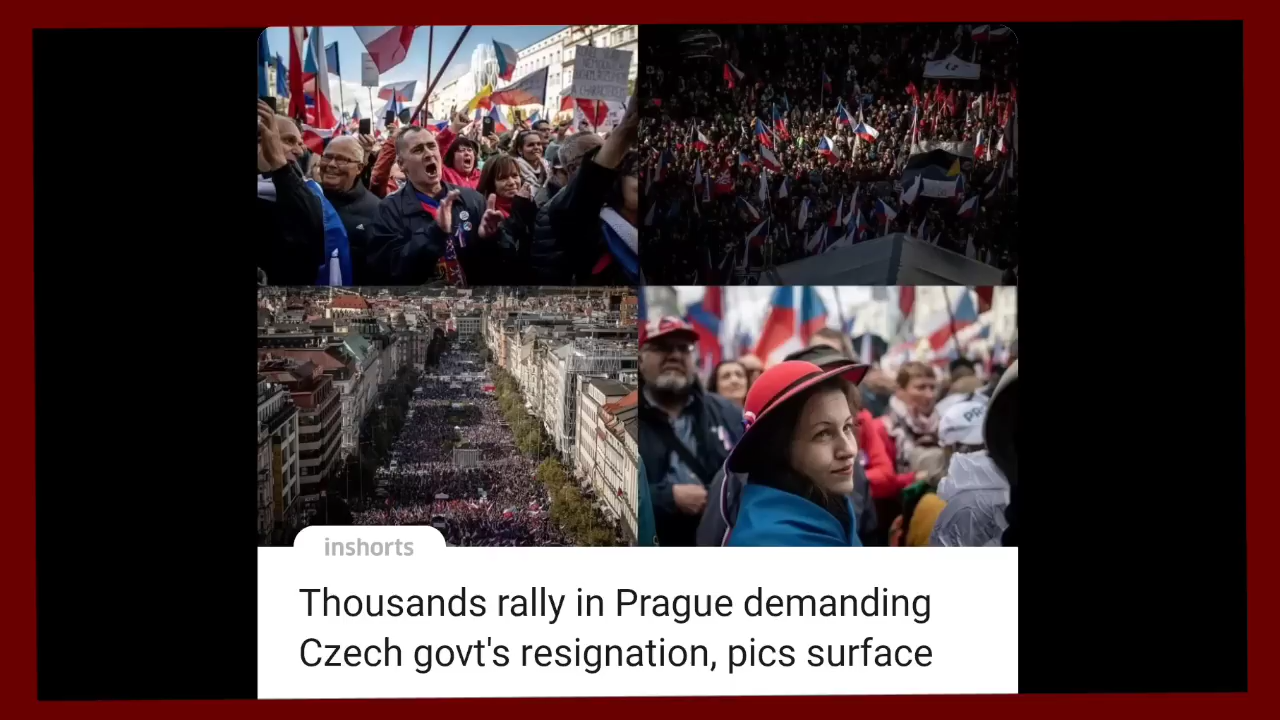 inshorts
Thousands rally in Prague demanding
Czech govt's resignation, pics surface